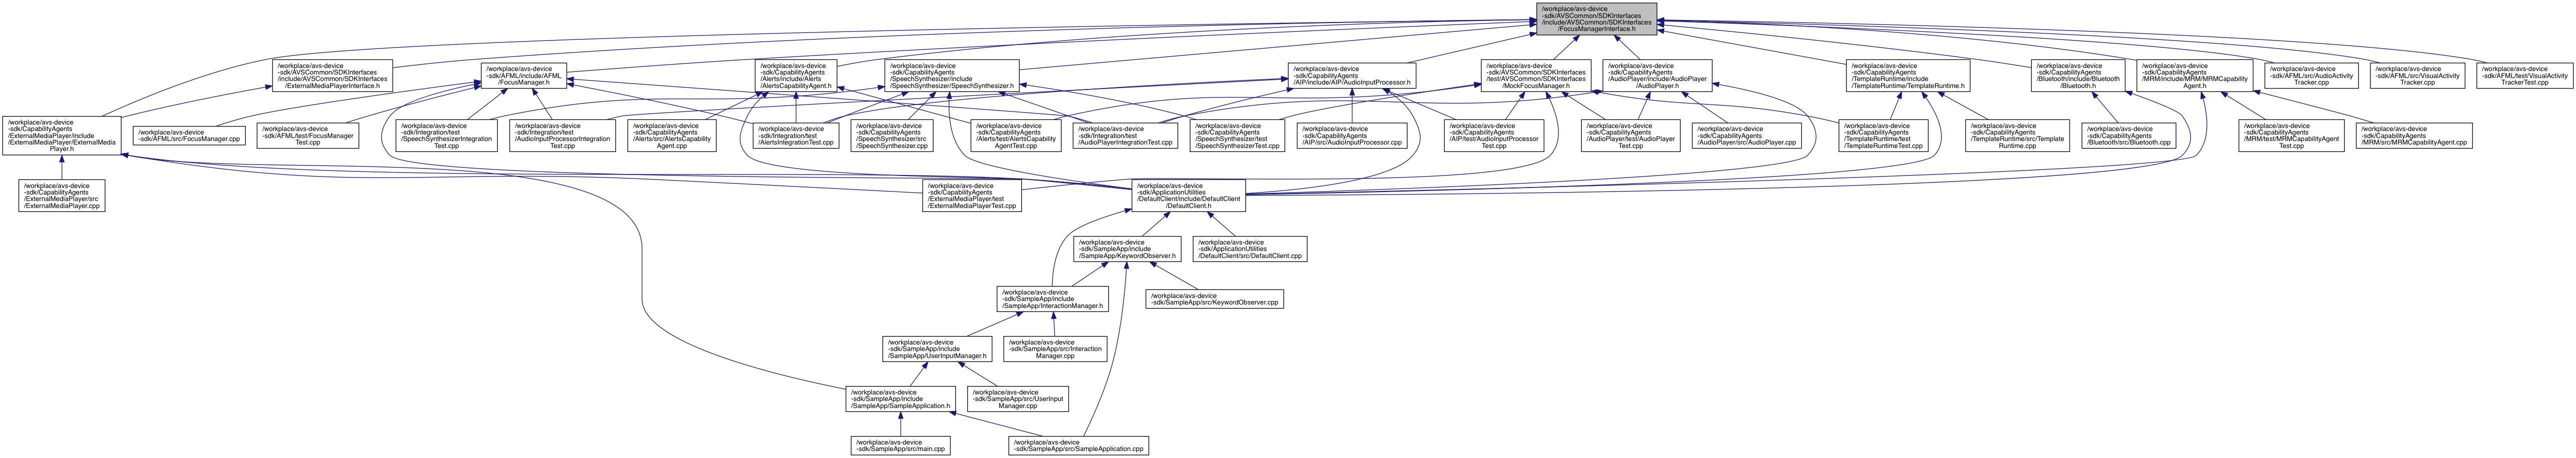 /workplace/avs-device
-sdk/AVSCommon/SDKInterfaces
/include/AVSCommon/SDKInterfaces
/FocusManagerInterface.h
/workplace/avs-device
-sdk/AVSCommon/SDKInterfaces
/include/AVSCommon/SDKInterfaces
/ExternalMediaPlayerInterface.h
/workplace/avs-device
-sdk/AFML/include/AFML
/FocusManager.h
/workplace/avs-device
-sdk/CapabilityAgents
/Alerts/include/Alerts
/AlertsCapabilityAgent.h
/workplace/avs-device
-sdk/CapabilityAgents
/SpeechSynthesizer/include
/SpeechSynthesizer/SpeechSynthesizer.h
/workplace/avs-device
-sdk/CapabilityAgents
/AIP/include/AIP/AudioInputProcessor.h
/workplace/avs-device
-sdk/AVSCommon/SDKInterfaces
/test/AVSCommon/SDKInterfaces
/MockFocusManager.h
/workplace/avs-device
-sdk/CapabilityAgents
/AudioPlayer/include/AudioPlayer
/AudioPlayer.h
/workplace/avs-device
-sdk/CapabilityAgents
/TemplateRuntime/include
/TemplateRuntime/TemplateRuntime.h
/workplace/avs-device
-sdk/CapabilityAgents
/Bluetooth/include/Bluetooth
/Bluetooth.h
/workplace/avs-device
-sdk/CapabilityAgents
/MRM/include/MRM/MRMCapability
Agent.h
/workplace/avs-device
-sdk/AFML/src/AudioActivity
Tracker.cpp
/workplace/avs-device
-sdk/AFML/src/VisualActivity
Tracker.cpp
/workplace/avs-device
-sdk/AFML/test/VisualActivity
TrackerTest.cpp
/workplace/avs-device
-sdk/CapabilityAgents
/ExternalMediaPlayer/include
/ExternalMediaPlayer/ExternalMedia
Player.h
/workplace/avs-device
-sdk/AFML/src/FocusManager.cpp
/workplace/avs-device
-sdk/AFML/test/FocusManager
Test.cpp
/workplace/avs-device
-sdk/Integration/test
/SpeechSynthesizerIntegration
Test.cpp
/workplace/avs-device
-sdk/Integration/test
/AudioInputProcessorIntegration
Test.cpp
/workplace/avs-device
-sdk/CapabilityAgents
/Alerts/src/AlertsCapability
Agent.cpp
/workplace/avs-device
-sdk/Integration/test
/AlertsIntegrationTest.cpp
/workplace/avs-device
-sdk/CapabilityAgents
/SpeechSynthesizer/src
/SpeechSynthesizer.cpp
/workplace/avs-device
-sdk/CapabilityAgents
/Alerts/test/AlertsCapability
AgentTest.cpp
/workplace/avs-device
-sdk/Integration/test
/AudioPlayerIntegrationTest.cpp
/workplace/avs-device
-sdk/CapabilityAgents
/SpeechSynthesizer/test
/SpeechSynthesizerTest.cpp
/workplace/avs-device
-sdk/CapabilityAgents
/AIP/src/AudioInputProcessor.cpp
/workplace/avs-device
-sdk/CapabilityAgents
/AIP/test/AudioInputProcessor
Test.cpp
/workplace/avs-device
-sdk/CapabilityAgents
/AudioPlayer/test/AudioPlayer
Test.cpp
/workplace/avs-device
-sdk/CapabilityAgents
/AudioPlayer/src/AudioPlayer.cpp
/workplace/avs-device
-sdk/CapabilityAgents
/TemplateRuntime/test
/TemplateRuntimeTest.cpp
/workplace/avs-device
-sdk/CapabilityAgents
/TemplateRuntime/src/Template
Runtime.cpp
/workplace/avs-device
-sdk/CapabilityAgents
/Bluetooth/src/Bluetooth.cpp
/workplace/avs-device
-sdk/CapabilityAgents
/MRM/test/MRMCapabilityAgent
Test.cpp
/workplace/avs-device
-sdk/CapabilityAgents
/MRM/src/MRMCapabilityAgent.cpp
/workplace/avs-device
-sdk/CapabilityAgents
/ExternalMediaPlayer/src
/ExternalMediaPlayer.cpp
/workplace/avs-device
-sdk/CapabilityAgents
/ExternalMediaPlayer/test
/ExternalMediaPlayerTest.cpp
/workplace/avs-device
-sdk/ApplicationUtilities
/DefaultClient/include/DefaultClient
/DefaultClient.h
/workplace/avs-device
-sdk/SampleApp/include
/SampleApp/KeywordObserver.h
/workplace/avs-device
-sdk/ApplicationUtilities
/DefaultClient/src/DefaultClient.cpp
/workplace/avs-device
-sdk/SampleApp/include
/SampleApp/InteractionManager.h
/workplace/avs-device
-sdk/SampleApp/src/KeywordObserver.cpp
/workplace/avs-device
-sdk/SampleApp/include
/SampleApp/UserInputManager.h
/workplace/avs-device
-sdk/SampleApp/src/Interaction
Manager.cpp
/workplace/avs-device
-sdk/SampleApp/include
/SampleApp/SampleApplication.h
/workplace/avs-device
-sdk/SampleApp/src/UserInput
Manager.cpp
/workplace/avs-device
-sdk/SampleApp/src/main.cpp
/workplace/avs-device
-sdk/SampleApp/src/SampleApplication.cpp